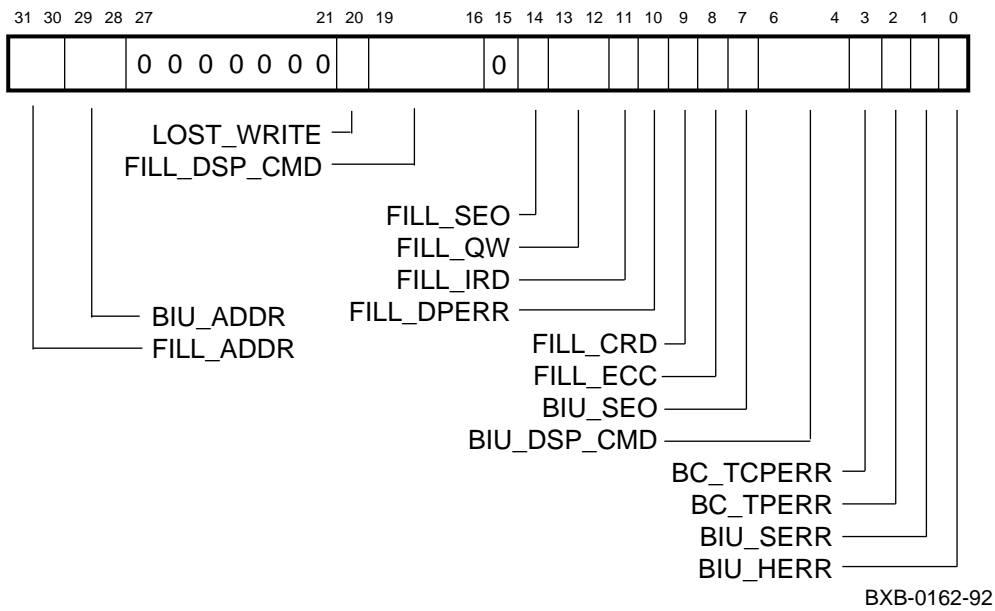 31 30 29 28 27 21 20 19 16 15 14 13 12 11 10 9 8 7 6 4 3 2 1 0
0 0 0 0 0 0 0 0
LOST_WRITE
FILL_DSP_CMD
FILL_SEO
FILL_QW
FILL_IRD
BIU_ADDR
FILL_DPERR
FILL_ADDR
FILL_CRD
FILL_ECC
BIU_SEO
BIU_DSP_CMD
BC_TCPERR
BC_TPERR
BIU_SERR
BIU_HERR
BXB-0162-92